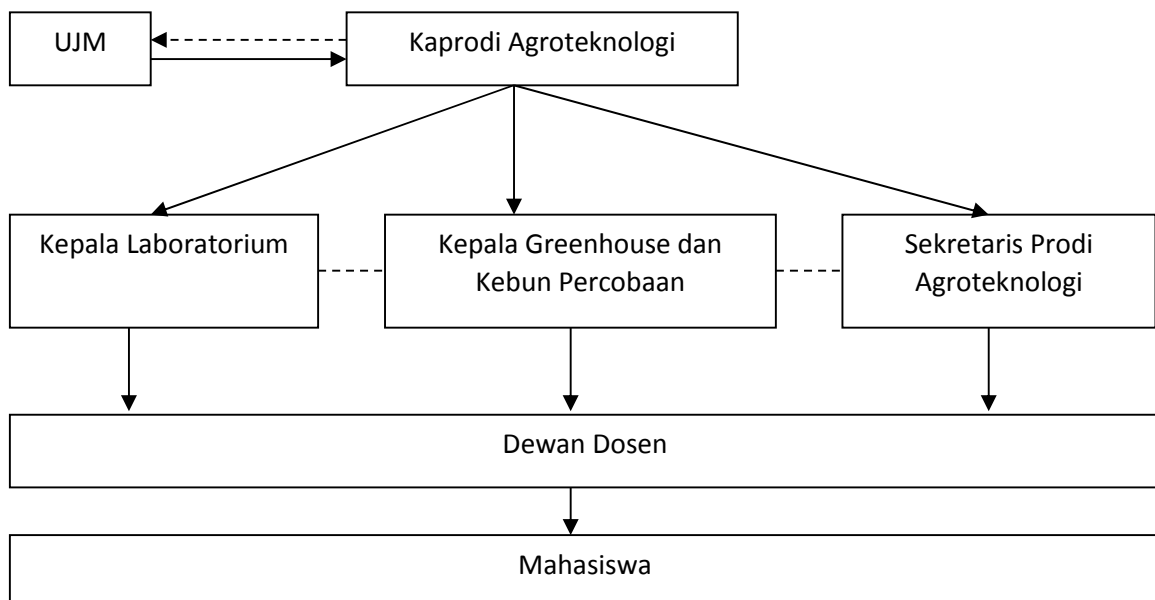 UJM
Kaprodi Agroteknologi
Kepala Laboratorium
Kepala Greenhouse dan
Kebun Percobaan
Sekretaris Prodi
Agroteknologi
Dewan Dosen
Mahasiswa